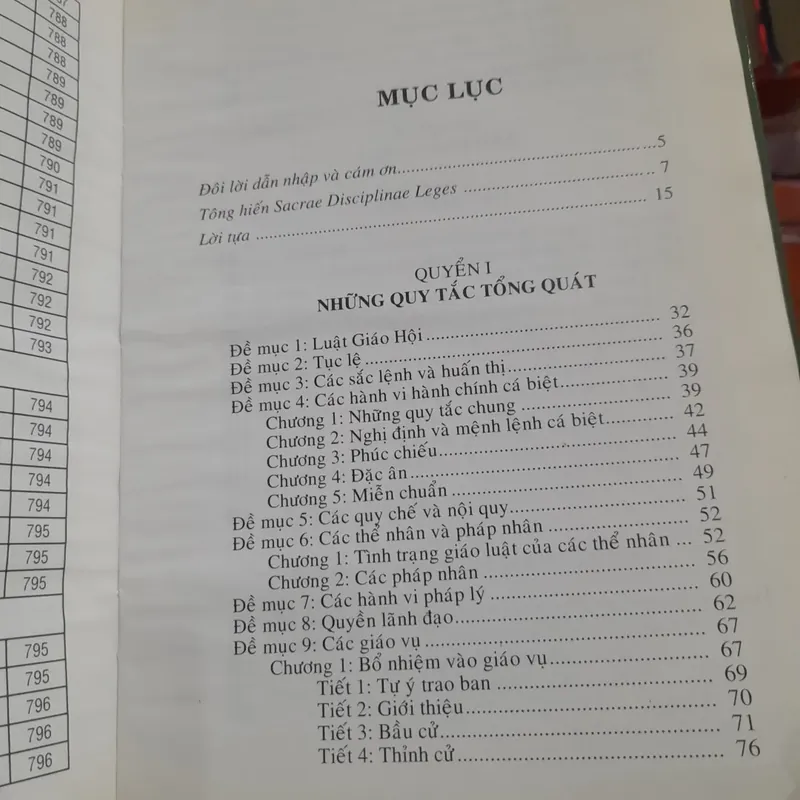 788
788
788
789
789
789
789
790
791
791
791
791
792
792
792
793
794
794
794
794
794
795
795
795
795
795
796
796
796
MỤC LỤC
Đôi lời dẫn nhập và cám ơn 5
Tông hiến Sacrae Disciplinae Leges 7
Lời tựa 15
QUYỂN I
NHỮNG QUY TẮC TỔNG QUÁT
Đề mục 1: Luật Giáo Hội 32
Đề mục 2: Tục lệ 36
Đề mục 3: Các sắc lệnh và huấn thị 37
Đề mục 4: Các hành vi hành chính cá biệt 39
Chương 1: Những quy tắc chung 39
Chương 2: Nghị định và mệnh lệnh cá biệt 42
Chương 3: Phúc chiếu 44
Chương 4: Đặc ân 47
Chương 5: Miễn chuẩn 49
Đề mục 5: Các quy chế và nội quy 51
Đề mục 6: Các thể nhân và pháp nhân 52
Chương 1: Tình trạng giáo luật của các thể nhân ... 52
Chương 2: Các pháp nhân 56
Đề mục 7: Các hành vi pháp lý 60
Đề mục 8: Quyền lãnh đạo 62
Đề mục 9: Các giáo vụ 67
Chương 1: Bổ nhiệm vào giáo vụ 67
Tiết 1: Tự ý trao ban 69
Tiết 2: Giới thiệu 70
Tiết 3: Bầu cử 71
Tiết 4: Thỉnh cử 76